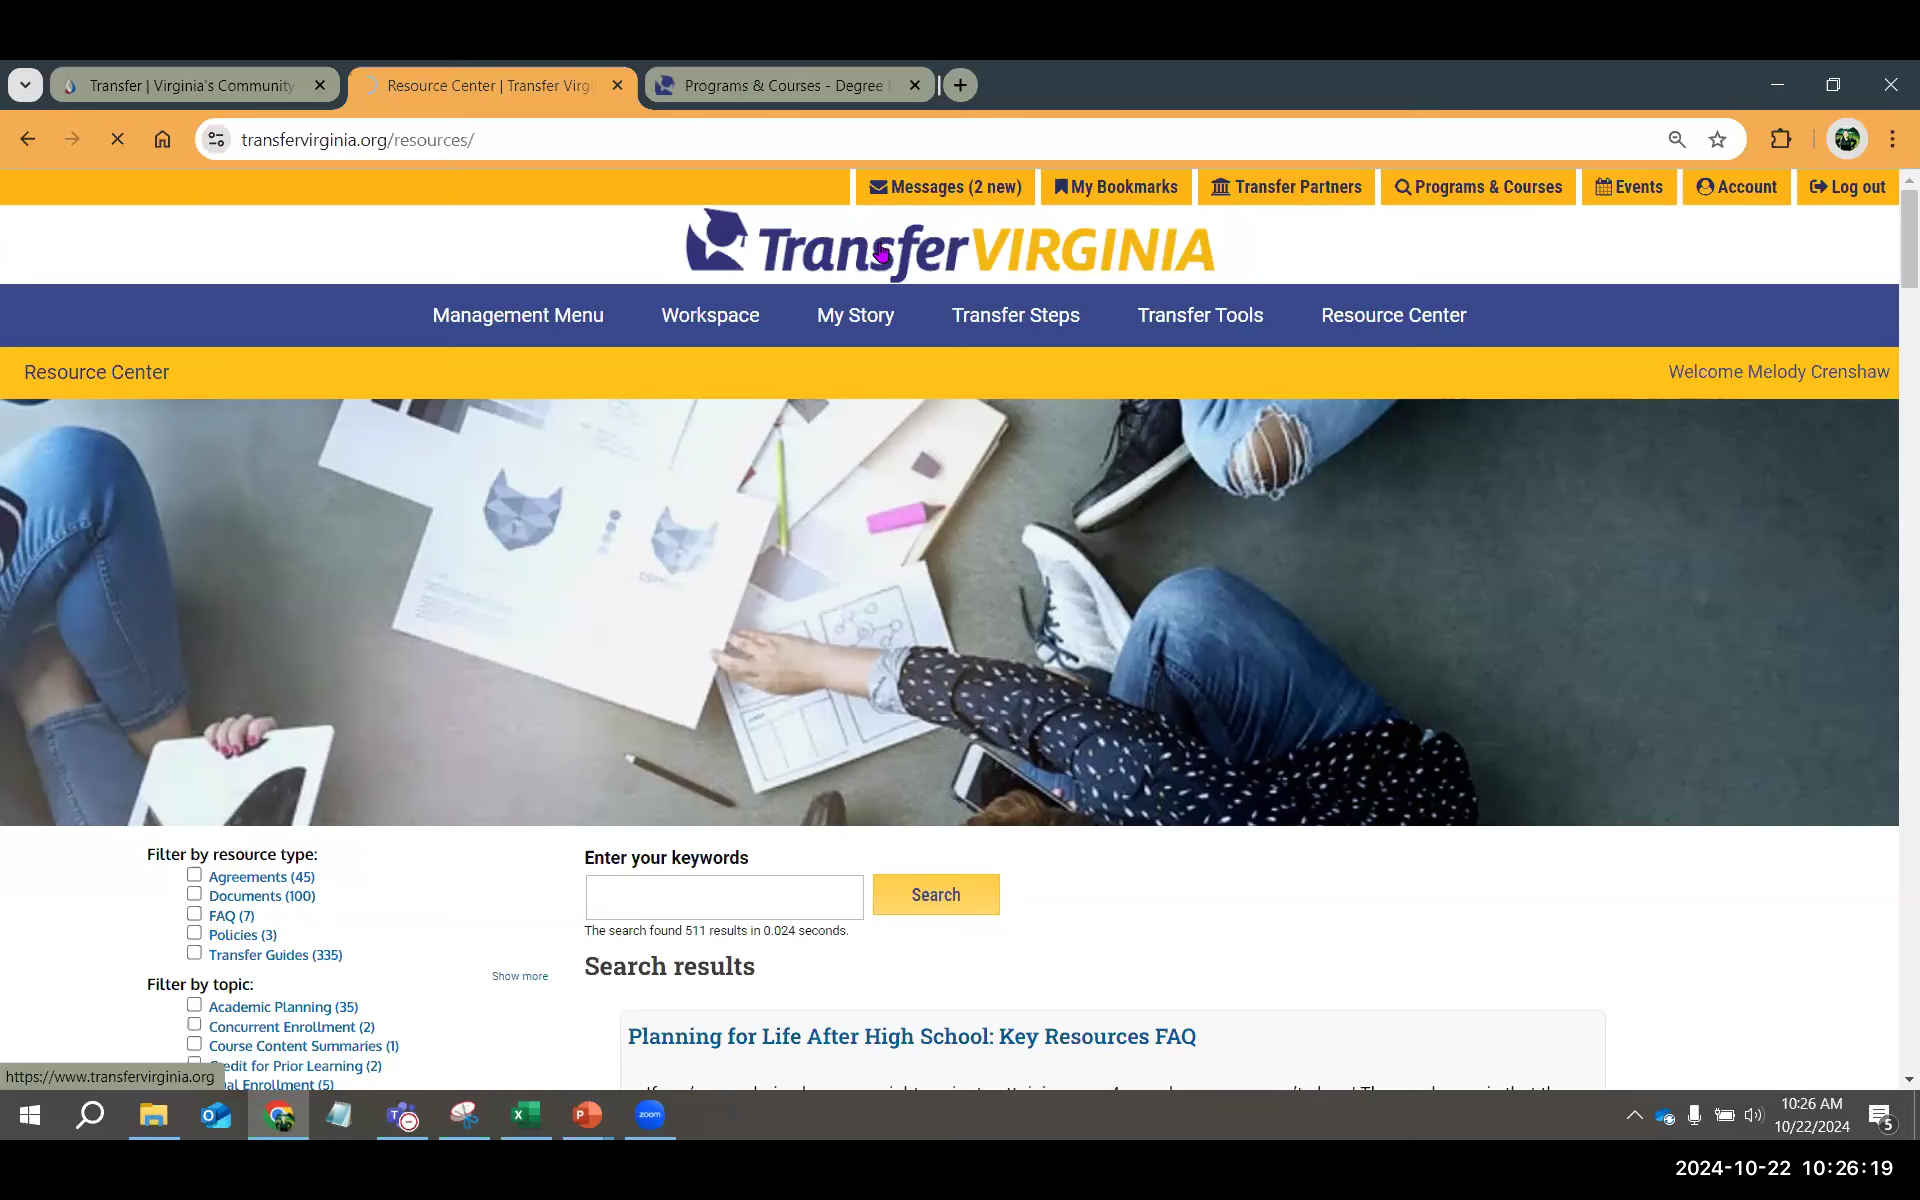 Transfer | Virginia's Community
Resource Center | Transfer Virg
Programs & Courses - Degree
transfervirginia.org/resources/
Messages (2 new)
My Bookmarks
Transfer Partners
Programs & Courses
Events
Account
Log out
TransferVIRGINIA
Management Menu
Workspace
My Story
Transfer Steps
Transfer Tools
Resource Center
Resource Center
Welcome Melody Crenshaw
Filter by resource type:
Agreements (45)
Documents (100)
FAQ (7)
Policies (3)
Transfer Guides (335)
Show more
Filter by topic:
Academic Planning (35)
Concurrent Enrollment (2)
Course Content Summaries (1)
edit for Prior Learning (2)
ual Enrollment (5)
Enter your keywords
Search
The search found 511 results in 0.024 seconds.
Search results
Planning for Life After High School: Key Resources FAQ
https://www.transfervirginia.org
zoom
10:26 AM
10/22/2024
5
2024-10-22 10:26:19